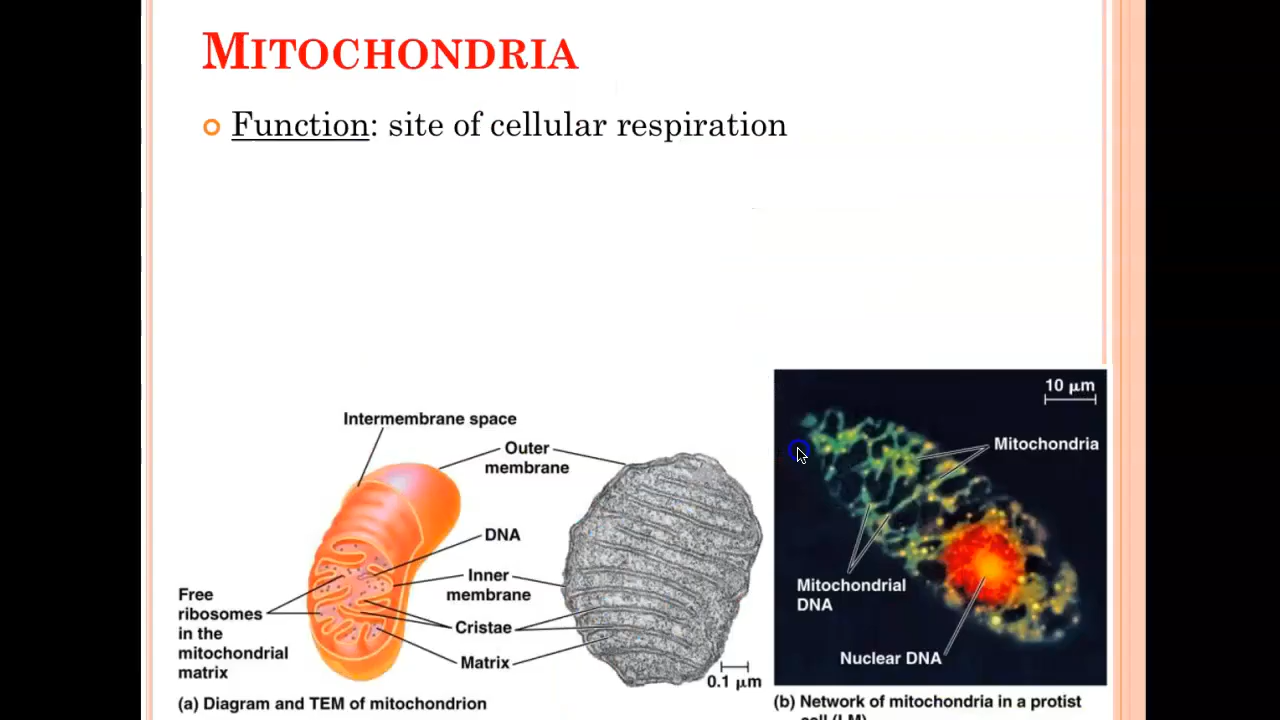 MITOCHONDRIA
Function: site of cellular respiration
Intermembrane space
Outer
membrane
DNA
Inner
membrane
Cristae
Matrix
Free
ribosomes
in the
mitochondrial
matrix
0.1 µm
(a) Diagram and TEM of mitochondrion
10 µm
Mitochondria
Mitochondrial
DNA
Nuclear DNA
(b) Network of mitochondria in a protist
cell (LM)